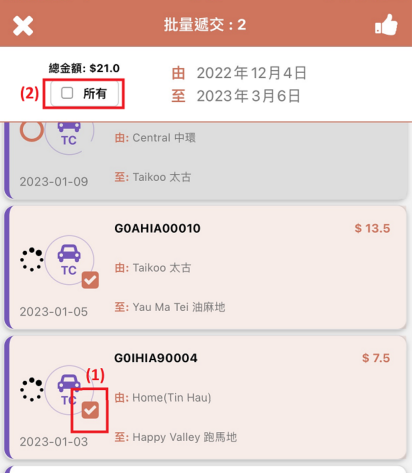 批量遞交 : 2
總金額: $21.0
(2) 所有
由 2022年12月4日
至 2023年3月6日
TC
由: Central 中環
2023-01-09
至: Taikoo 太古
G0AHIA00010
$ 13.5
TC
由: Taikoo 太古
2023-01-05
至: Yau Ma Tei 油麻地
G0IHIA90004
$ 7.5
(1)
TC
由: Home(Tin Hau)
2023-01-03
至: Happy Valley 跑馬地